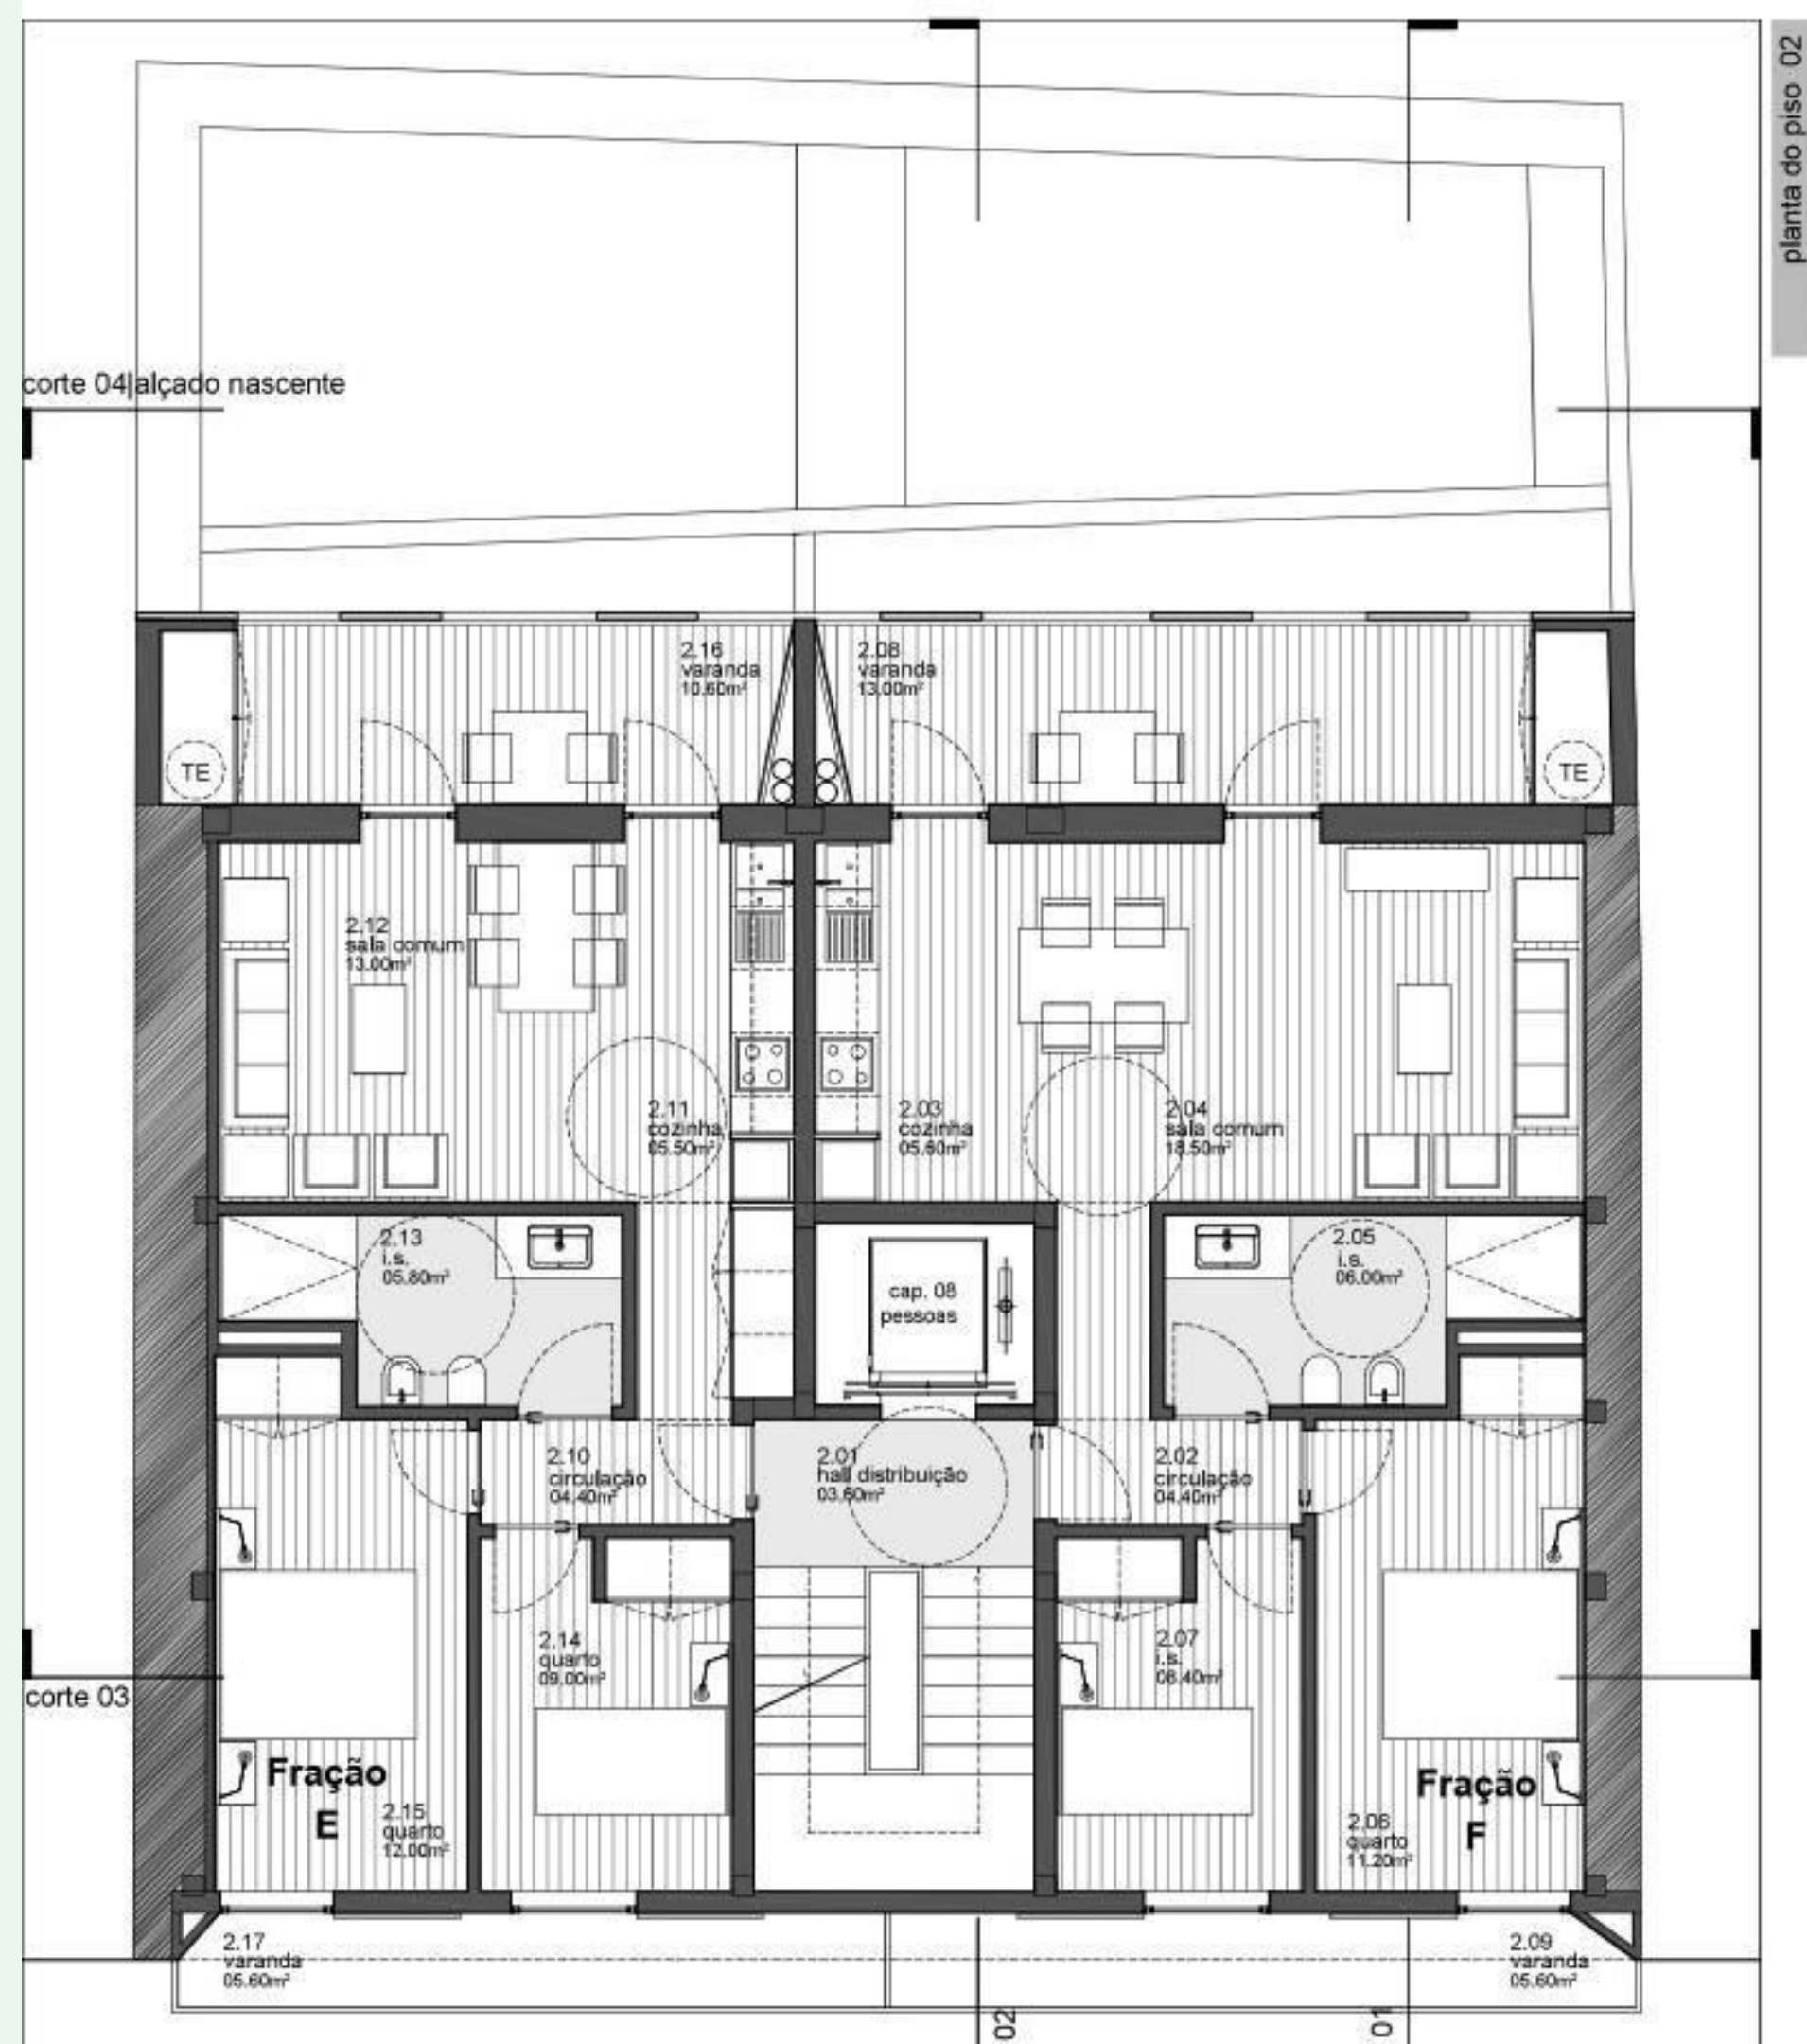 planta do piso 02
corte 04|alçado nascente
2.16
varanda
10.60m²
2.08
varanda
13.00m²
TE
TE
2.12
sala comum
13.00m²
2.11
cozinha
05.50m²
2.03
cozinha
05.60m²
2.04
sala comum
18.50m²
2.13
i.s.
05.80m²
cap. 08
pessoas
2.05
i.s.
06.00m²
2.10
circulação
04.40m²
2.01
hall distribuição
03.60m²
2.02
circulação
04.40m²
2.14
quarto
09.00m²
2.07
i.s.
08.40m²
corte 03
Fração
E
2.15
quarto
12.00m²
Fração
F
2.06
quarto
11.20m²
2.17
varanda
05.60m²
2.09
varanda
05.60m²
02
01